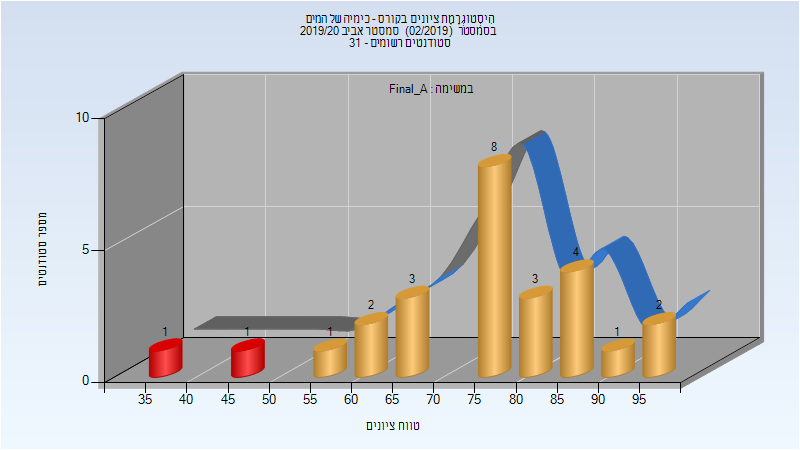 היסטוגרמת ציונים בקורס - כימיה של המים
בסמסטר (02/2019) סמסטר אביב 2019/20
סטודנטים רשומים - 31
במשימה : Final_A
מספר סטודנטים
10
5
0
1
1
1
2
3
8
3
4
1
2
35 40 45 50 55 60 65 70 75 80 85 90 95
טווח ציונים